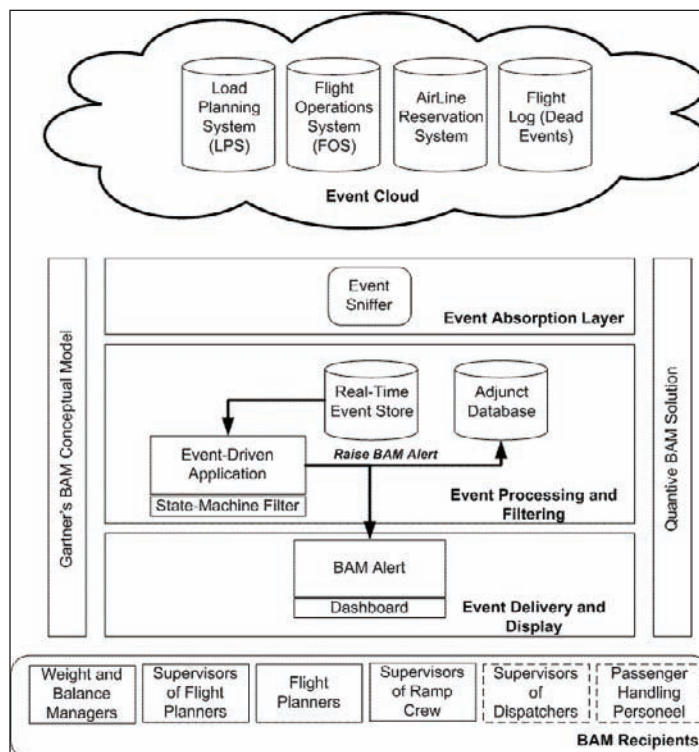 Load
Planning
System
(LPS)
Flight
Operations
System
(FOS)
AirLine
Reservation
System
Flight
Log (Dead
Events)
Event Cloud
Gartner's BAM Conceptual Model
Event
Sniffer
Event Absorption Layer
Real-Time
Event Store
Adjunct
Database
Event-Driven
Application
State-Machine Filter
Raise BAM Alert
Event Processing and
Filtering
BAM Alert
Dashboard
Event Delivery and
Display
Quantive BAM Solution
Weight and
Balance
Managers
Supervisors
of Flight
Planners
Flight
Planners
Supervisors
of Ramp
Crew
Supervisors
of
Dispatchers
Passenger
Handling
Personeel
BAM Recipients